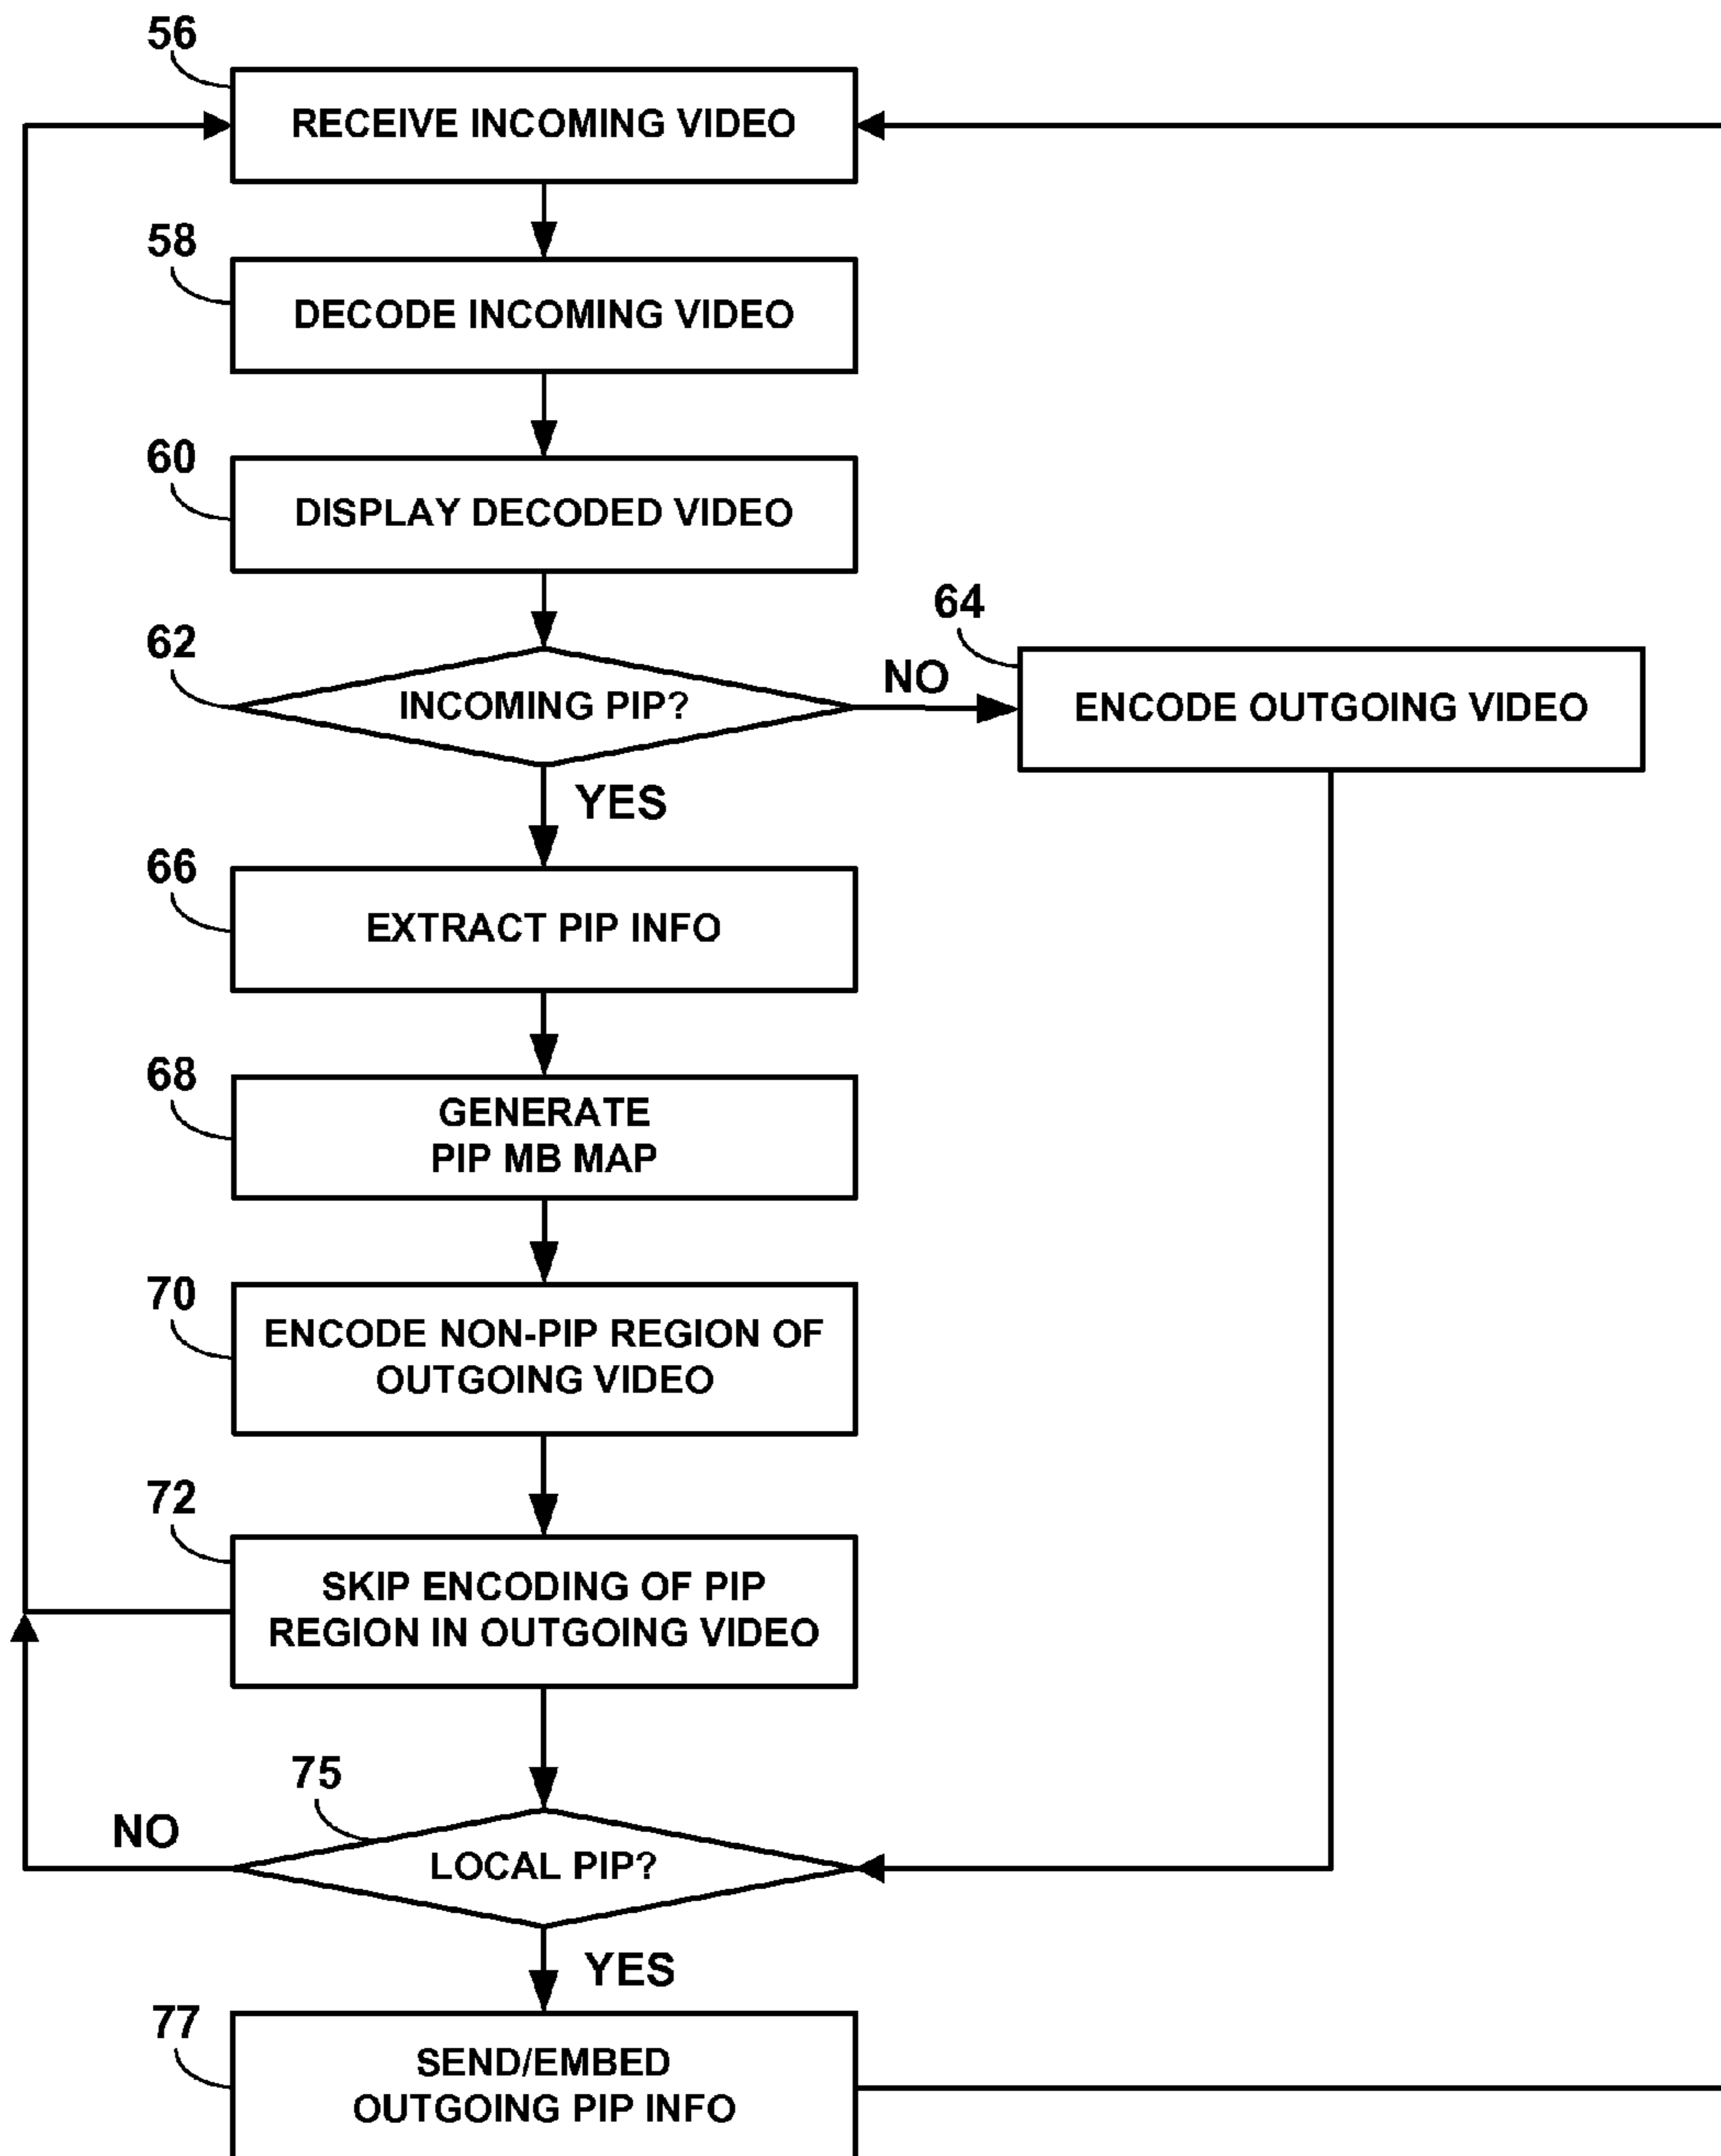 56
RECEIVE INCOMING VIDEO
58
DECODE INCOMING VIDEO
60
DISPLAY DECODED VIDEO
62
INCOMING PIP?
NO
64
ENCODE OUTGOING VIDEO
YES
66
EXTRACT PIP INFO
68
GENERATE
PIP MB MAP
70
ENCODE NON-PIP REGION OF
OUTGOING VIDEO
72
SKIP ENCODING OF PIP
REGION IN OUTGOING VIDEO
75
NO
LOCAL PIP?
YES
77
SEND/EMBED
OUTGOING PIP INFO